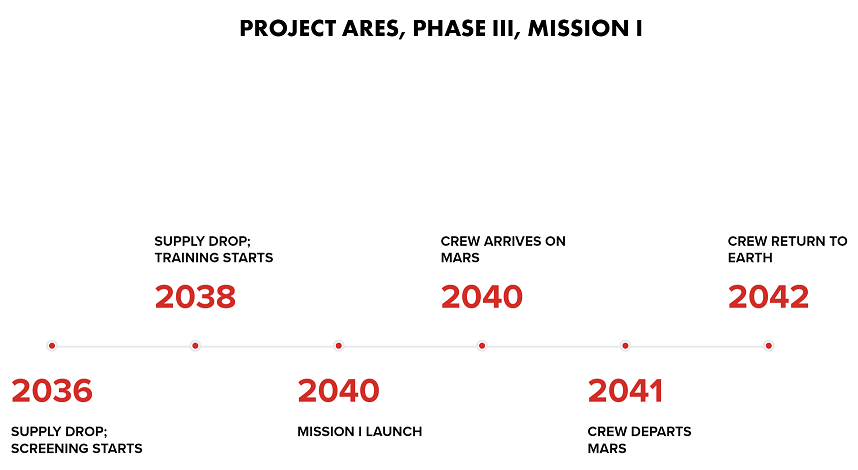 PROJECT ARES, PHASE III, MISSION I
SUPPLY DROP;
TRAINING STARTS
2038
CREW ARRIVES ON
MARS
2040
CREW RETURN TO
EARTH
2042
2036
SUPPLY DROP;
SCREENING STARTS
2040
MISSION I LAUNCH
2041
CREW DEPARTS
MARS